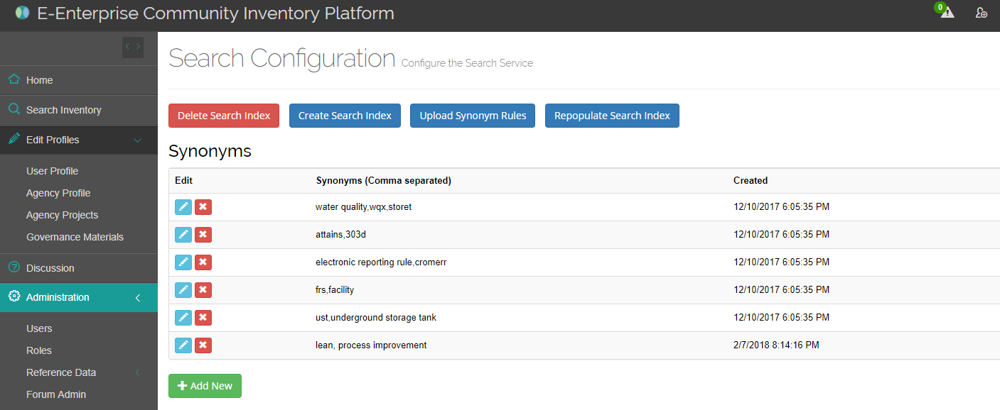 E-Enterprise Community Inventory Platform
0
Home
Search Inventory
Edit Profiles
User Profile
Agency Profile
Agency Projects
Governance Materials
Discussion
Administration
Users
Roles
Reference Data
Forum Admin
Search Configuration Configure the Search Service.
Delete Search Index Create Search Index Upload Synonym Rules Repopulate Search Index
Synonyms
Edit Synonyms (Comma separated) Created
water quality,wqx,storet 12/10/2017 6:05:35 PM
attains,303d 12/10/2017 6:05:35 PM
electronic reporting rule,cromerr 12/10/2017 6:05:35 PM
frs,facility 12/10/2017 6:05:35 PM
ust,underground storage tank 12/10/2017 6:05:35 PM
lean, process improvement 2/7/2018 8:14:16 PM
Add New